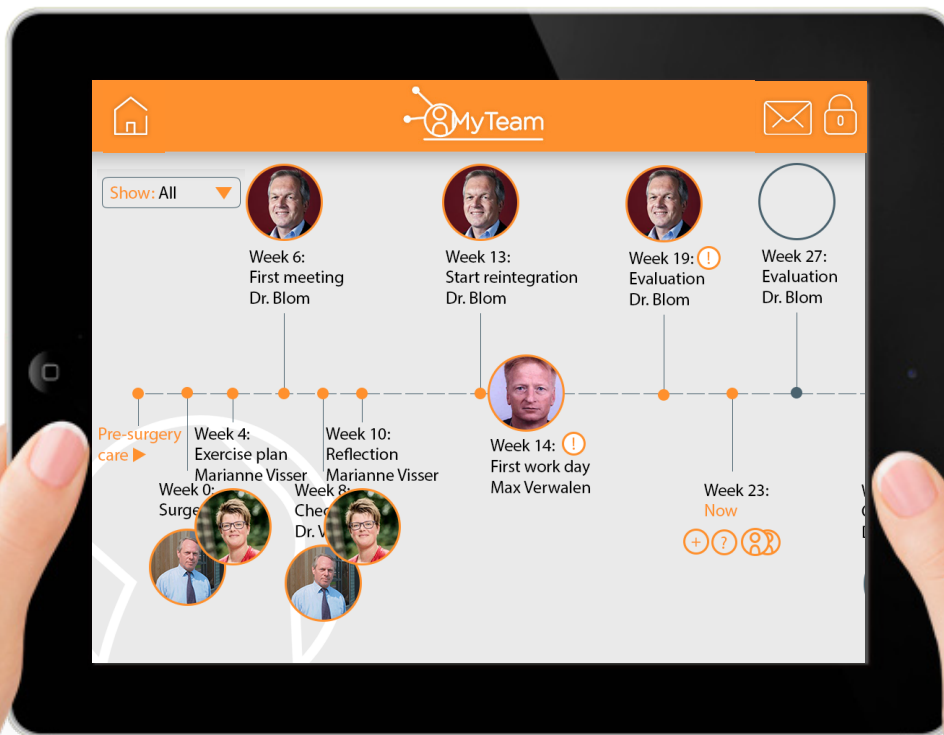 MyTeam
Show: All
Week 6:
First meeting
Dr. Blom
Week 13:
Start reintegration
Dr. Blom
Week 19: !
Evaluation
Dr. Blom
Week 27:
Evaluation
Dr. Blom
Pre-surgery
care
Week 4:
Exercise plan
Marianne Visser
Week 0:
Week 10:
Reflection
Marianne Visser
Week 8:
Dr.
Week 14: !
First work day
Max Verwalen
Week 23:
Now
+ ?